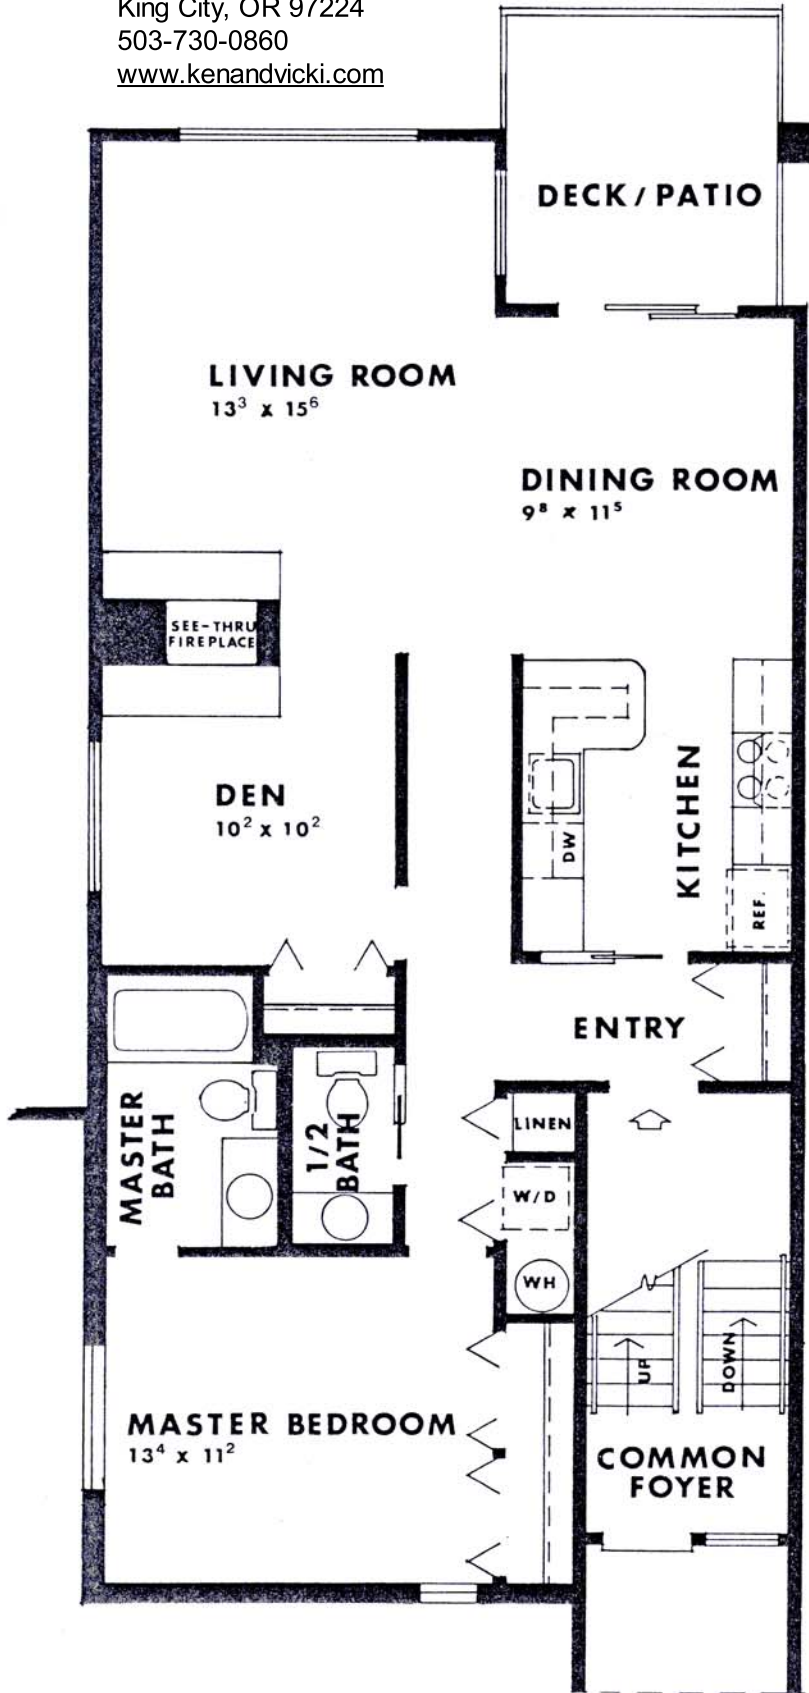 King City, OR 97224
503-730-0860
www.kenandvicki.com
DECK / PATIO
LIVING ROOM
13³ x 15⁶
DINING ROOM
9⁸ x 11⁵
SEE-THRU
FIREPLACE
DEN
10² x 10²
KITCHEN
DW
REF.
ENTRY
MASTER
BATH
1/2
BATH
LINEN
W/D
WH
UP
DOWN
MASTER BEDROOM
13⁴ x 11²
COMMON
FOYER